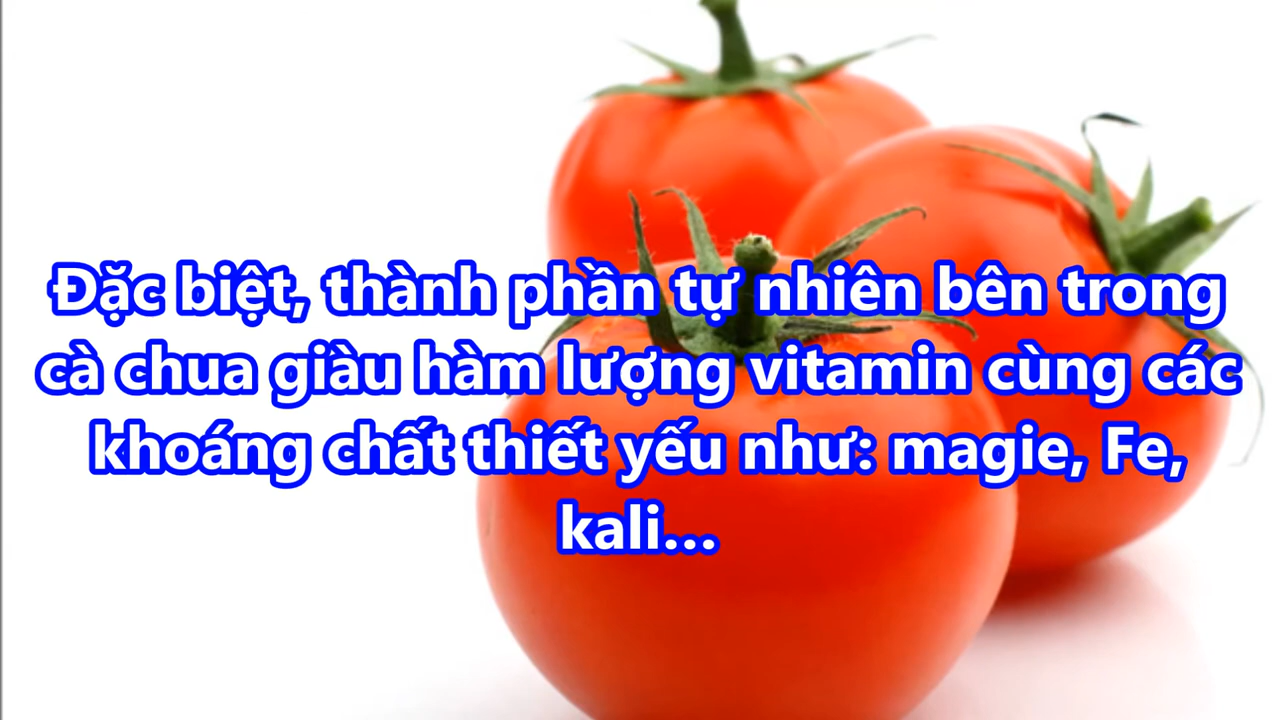 Đặc biệt, thành phần tự nhiên bên trong
cà chua giàu hàm lượng vitamin cùng các
khoáng chất thiết yếu như: magie, Fe,
kali...